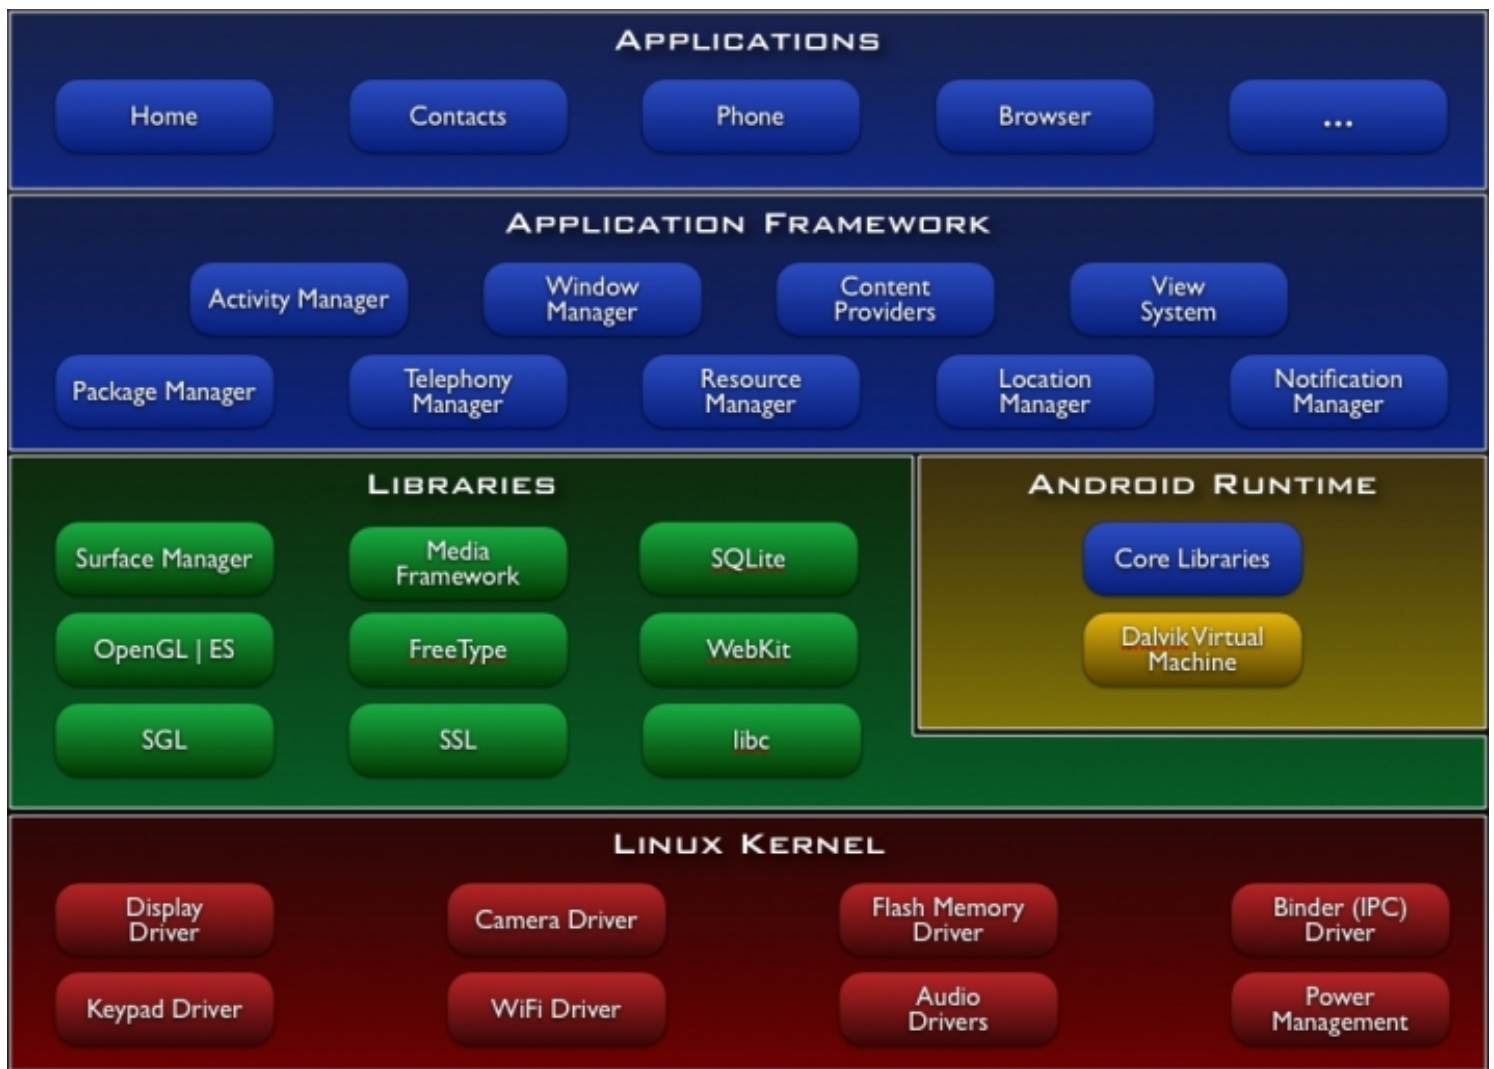 APPLICATIONS
Home
Contacts
Phone
Browser
...
APPLICATION FRAMEWORK
Activity Manager
Window
Manager
Content
Providers
View
System
Package Manager
Telephony
Manager
Resource
Manager
Location
Manager
Notification
Manager
LIBRARIES
Surface Manager
Media
Framework
SQLite
OpenGL | ES
FreeType
WebKit
SGL
SSL
libc
ANDROID RUNTIME
Core Libraries
Dalvik Virtual
Machine
LINUX KERNEL
Display
Driver
Camera Driver
Flash Memory
Driver
Binder (IPC)
Driver
Keypad Driver
WiFi Driver
Audio
Drivers
Power
Management